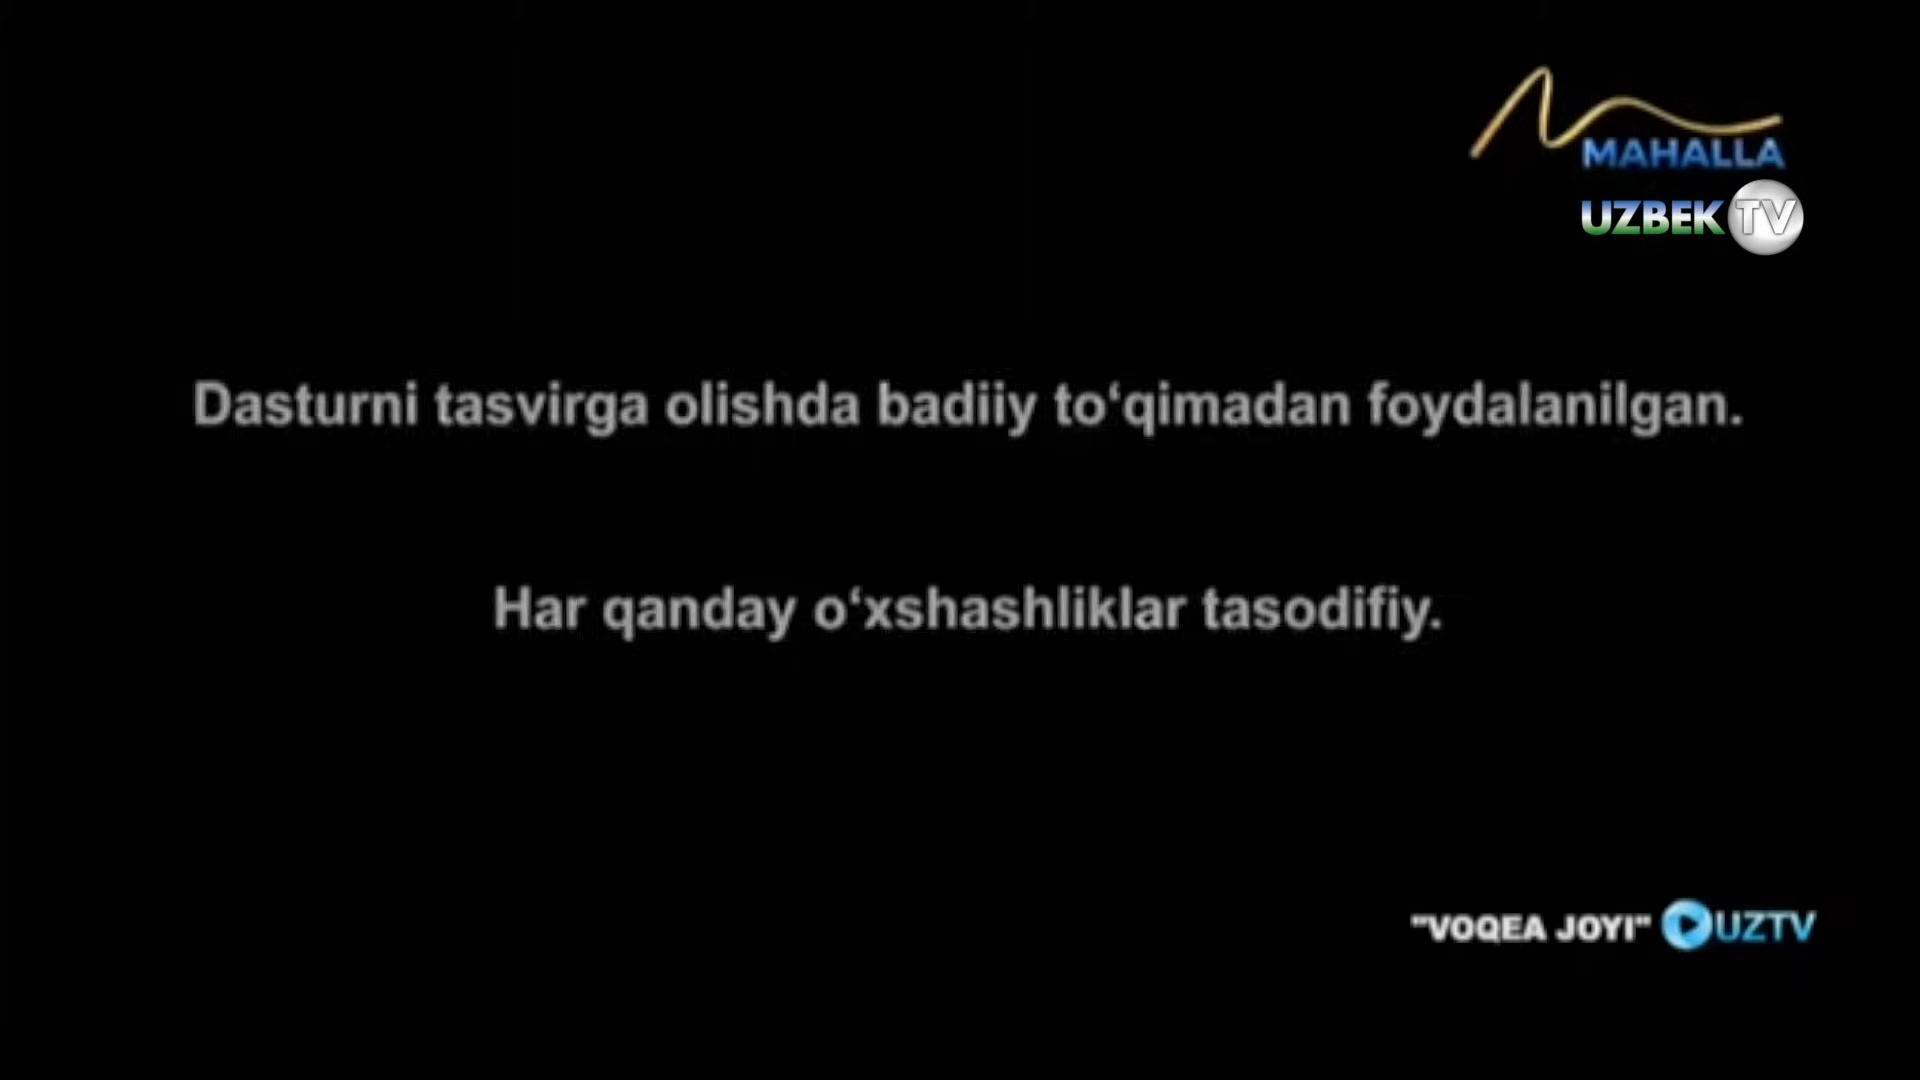 MAHALLA
UZBEK TV
Dasturni tasvirga olishda badiiy to‘qimadan foydalanilgan.
Har qanday o‘xshashliklar tasodifiy.
"VOQEA JOYI" UZTV